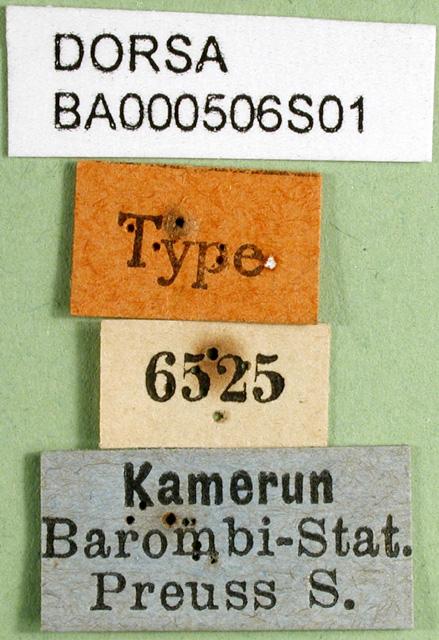 DORSA
BA000506S01
Type.
6525
Kamerun
Barombi-Stat.
Preuss S.